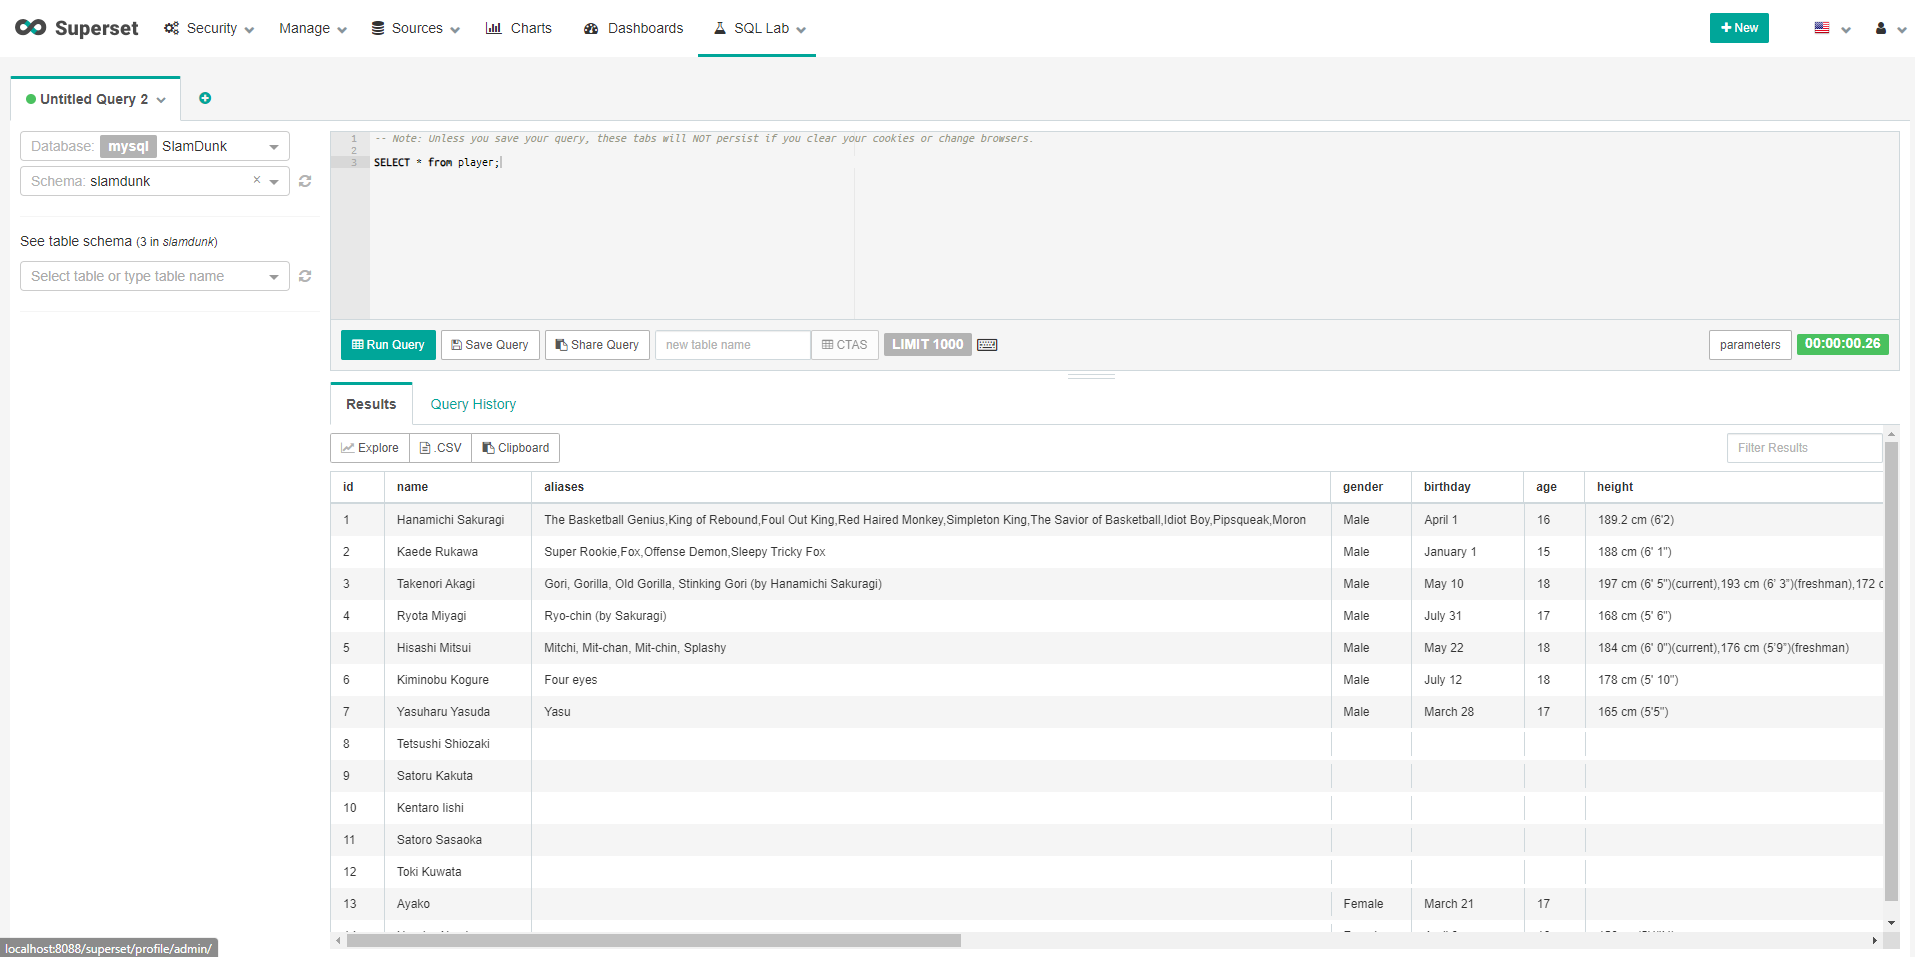 Superset Security Manage Sources Charts Dashboards SQL Lab + New
Untitled Query 2
Database: mysql SlamDunk
Schema: slamdunk ×
See table schema (3 in slamdunk)
Select table or type table name
1 -- Note: Unless you save your query, these tabs will NOT persist if you clear your cookies or change browsers.
2
3 SELECT * from player;
Run Query Save Query Share Query new table name CTAS LIMIT 1000 parameters 00:00:00.26
Results Query History
Explore .CSV Clipboard Filter Results
id name aliases gender birthday age height
1 Hanamichi Sakuragi The Basketball Genius,King of Rebound,Foul Out King,Red Haired Monkey,Simpleton King,The Savior of Basketball,Idiot Boy,Pipsqueak,Moron Male April 1 16 189.2 cm (6'2)
2 Kaede Rukawa Super Rookie,Fox,Offense Demon,Sleepy Tricky Fox Male January 1 15 188 cm (6' 1")
3 Takenori Akagi Gori, Gorilla, Old Gorilla, Stinking Gori (by Hanamichi Sakuragi) Male May 10 18 197 cm (6' 5")(current),193 cm (6' 3")(freshman),172 c
4 Ryota Miyagi Ryo-chin (by Sakuragi) Male July 31 17 168 cm (5' 6")
5 Hisashi Mitsui Mitchi, Mit-chan, Mit-chin, Splashy Male May 22 18 184 cm (6' 0")(current),176 cm (5'9")(freshman)
6 Kiminobu Kogure Four eyes Male July 12 18 178 cm (5' 10")
7 Yasuharu Yasuda Yasu Male March 28 17 165 cm (5'5")
8 Tetsushi Shiozaki
9 Satoru Kakuta
10 Kentaro Iishi
11 Satoro Sasaoka
12 Toki Kuwata
13 Ayako Female March 21 17
localhost:8088/superset/profile/admin/